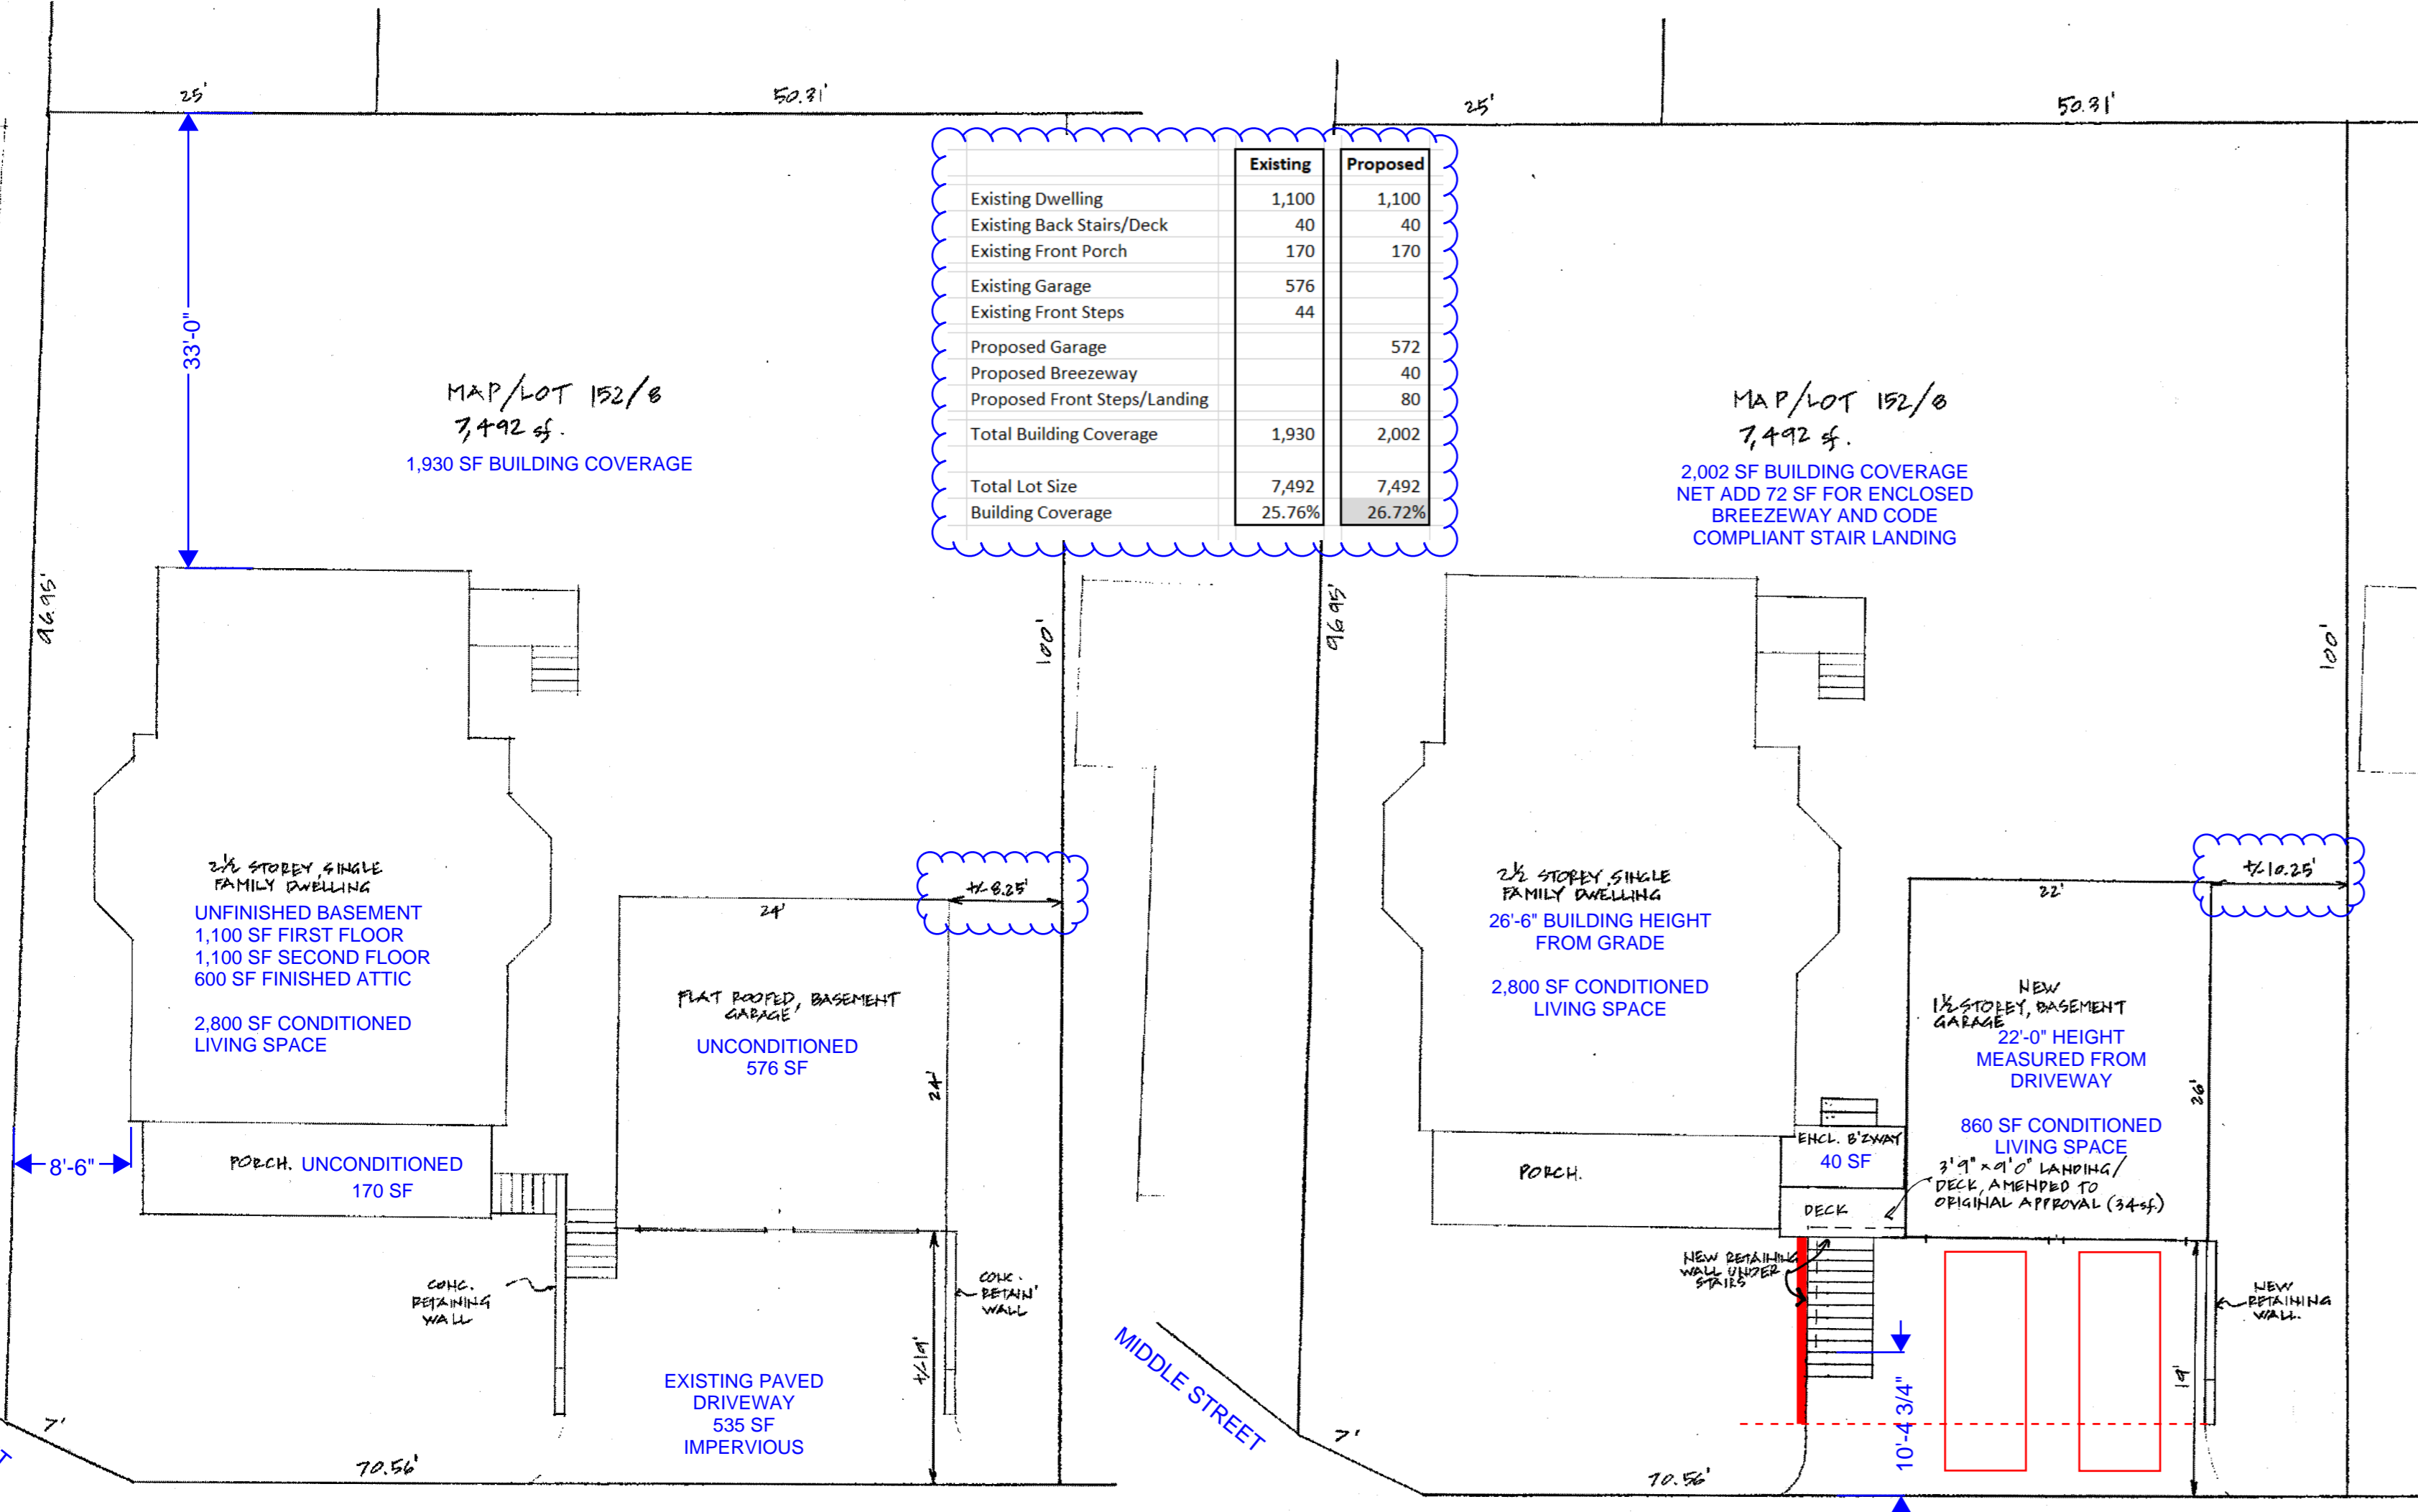 25'
50.31'
33'-0"
MAP/LOT 152/8
7,492 sf.
1,930 SF BUILDING COVERAGE
96.95'
100'
2½ STOREY, SINGLE
FAMILY DWELLING
UNFINISHED BASEMENT
1,100 SF FIRST FLOOR
1,100 SF SECOND FLOOR
600 SF FINISHED ATTIC
2,800 SF CONDITIONED
LIVING SPACE
+/-8.25'
24'
FLAT ROOFED, BASEMENT
GARAGE
UNCONDITIONED
576 SF
24'
8'-6"
PORCH. UNCONDITIONED
170 SF
CONC.
RETAINING
WALL
CONC.
RETAIN'
WALL
+/-19'
EXISTING PAVED
DRIVEWAY
535 SF
IMPERVIOUS
7'
70.56'
Existing Proposed
Existing Dwelling 1,100 1,100
Existing Back Stairs/Deck 40 40
Existing Front Porch 170 170
Existing Garage 576
Existing Front Steps 44
Proposed Garage 572
Proposed Breezeway 40
Proposed Front Steps/Landing 80
Total Building Coverage 1,930 2,002
Total Lot Size 7,492 7,492
Building Coverage 25.76% 26.72%
25'
50.31'
MAP/LOT 152/8
7,492 sf.
2,002 SF BUILDING COVERAGE
NET ADD 72 SF FOR ENCLOSED
BREEZEWAY AND CODE
COMPLIANT STAIR LANDING
96.95'
100'
2½ STOREY, SINGLE
FAMILY DWELLING
26'-6" BUILDING HEIGHT
FROM GRADE
2,800 SF CONDITIONED
LIVING SPACE
+/-10.25'
22'
NEW
1½ STOREY, BASEMENT
GARAGE
22'-0" HEIGHT
MEASURED FROM
DRIVEWAY
26'
860 SF CONDITIONED
LIVING SPACE
ENCL. B'ZWAY
40 SF
3'9" x 9'0" LANDING/
DECK, AMENDED TO
ORIGINAL APPROVAL (34sf.)
PORCH.
DECK
NEW RETAINING
WALL UNDER
STAIRS
NEW
RETAINING
WALL.
19'
10'-4 3/4"
MIDDLE STREET
7'
70.56'